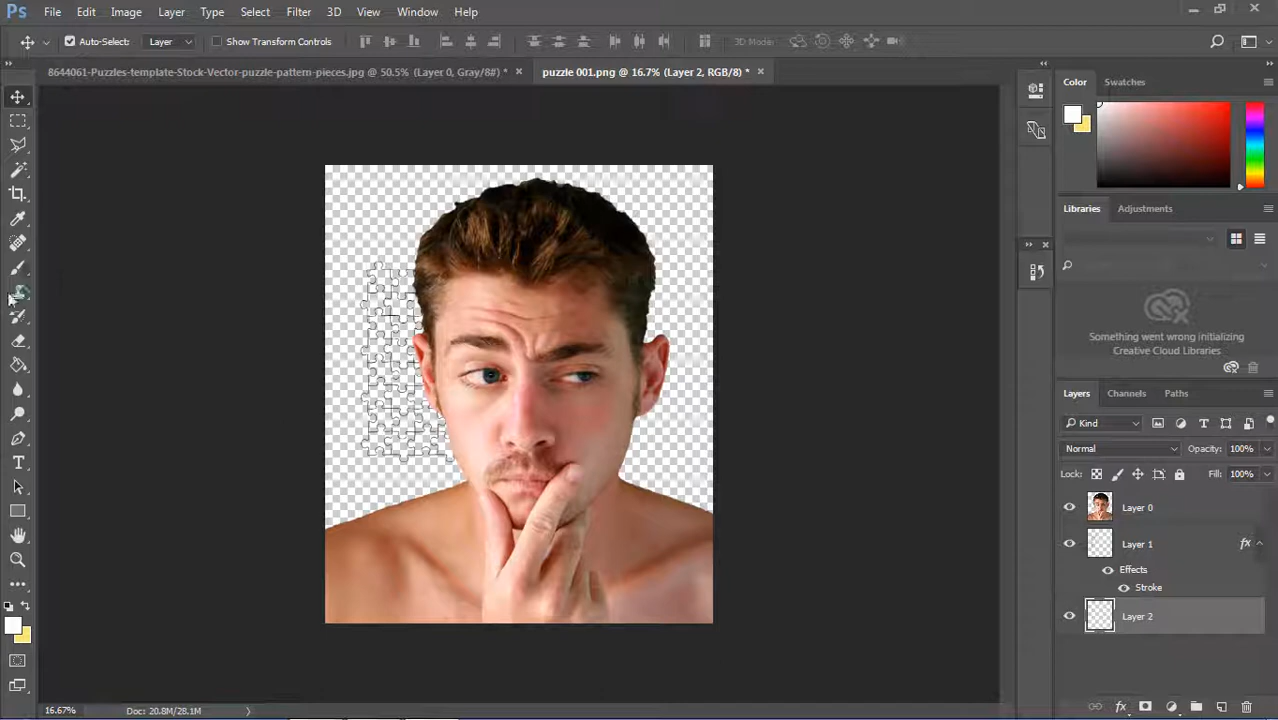 Ps File Edit Image Layer Type Select Filter 3D View Window Help
Auto-Select: Layer Show Transform Controls 3D Mode:
8644061-Puzzles-template-Stock-Vector-puzzle-pattern-pieces.jpg @ 50.5% (Layer 0, Gray/8#) * × puzzle 001.png @ 16.7% (Layer 2, RGB/8) * ×
Color Swatches
Libraries Adjustments
Something went wrong initializing
Creative Cloud Libraries
Layers Channels Paths
Kind
Normal Opacity: 100%
Lock: Fill: 100%
Layer 0
Layer 1 fx
Effects
Stroke
Layer 2
16.67% Doc: 20.8M/28.1M
fx